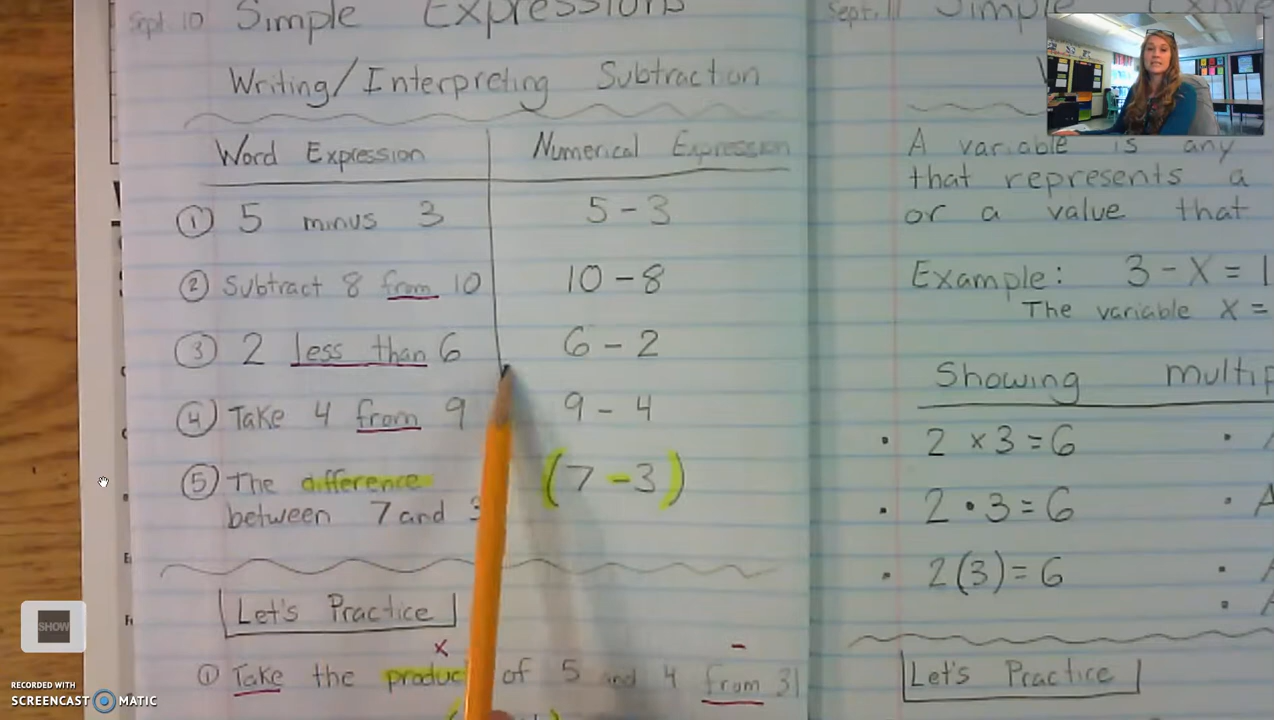 Sept. 10 Simple Expressions
Writing/Interpreting Subtraction
Word Expression Numerical Expression
① 5 minus 3 5 - 3
② Subtract 8 from 10 10 - 8
③ 2 less than 6 6 - 2
④ Take 4 from 9 9 - 4
⑤ The difference (7 - 3)
between 7 and
Let's Practice
x -
① Take the product of 5 and 4 from 31
Sept. 11 Simple
A variable is any
that represents a
or a value that
Example: 3 - X = 1
The variable X =
Showing
• 2 x 3 = 6
• 2 • 3 = 6
• 2(3) = 6
Let's Practice
SHOW
RECORDED WITH
SCREENCAST MATIC